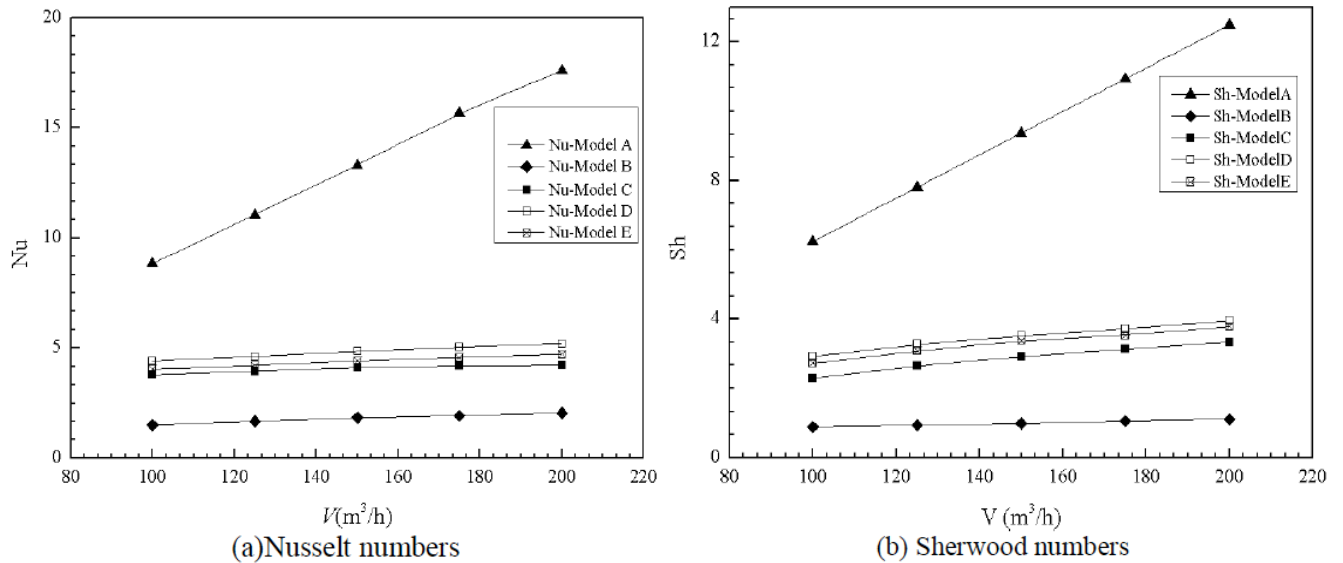 20
15
10
5
0
Nu
Nu-Model A
Nu-Model B
Nu-Model C
Nu-Model D
Nu-Model E
80 100 120 140 160 180 200 220
V(m³/h)
(a)Nusselt numbers
12
8
4
0
Sh
Sh-ModelA
Sh-ModelB
Sh-ModelC
Sh-ModelD
Sh-ModelE
80 100 120 140 160 180 200 220
V (m³/h)
(b) Sherwood numbers